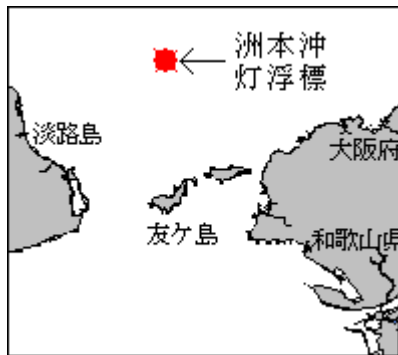 洲本沖
灯浮標
淡路島
大阪府
友ケ島
和歌山県